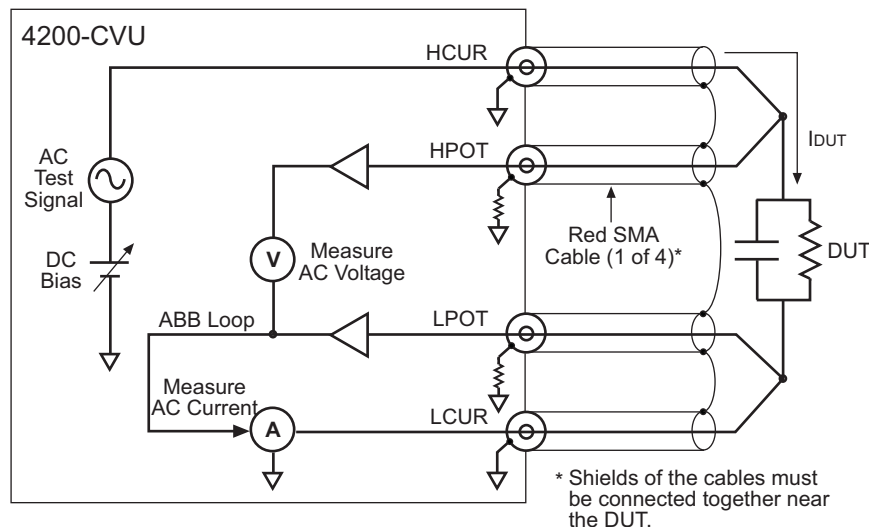 4200-CVU
HCUR
AC
Test
Signal
DC
Bias
HPOT
V
Measure
AC Voltage
Red SMA
Cable (1 of 4)*
IDUT
DUT
ABB Loop
LPOT
Measure
AC Current
A
LCUR
* Shields of the cables must
be connected together near
the DUT.